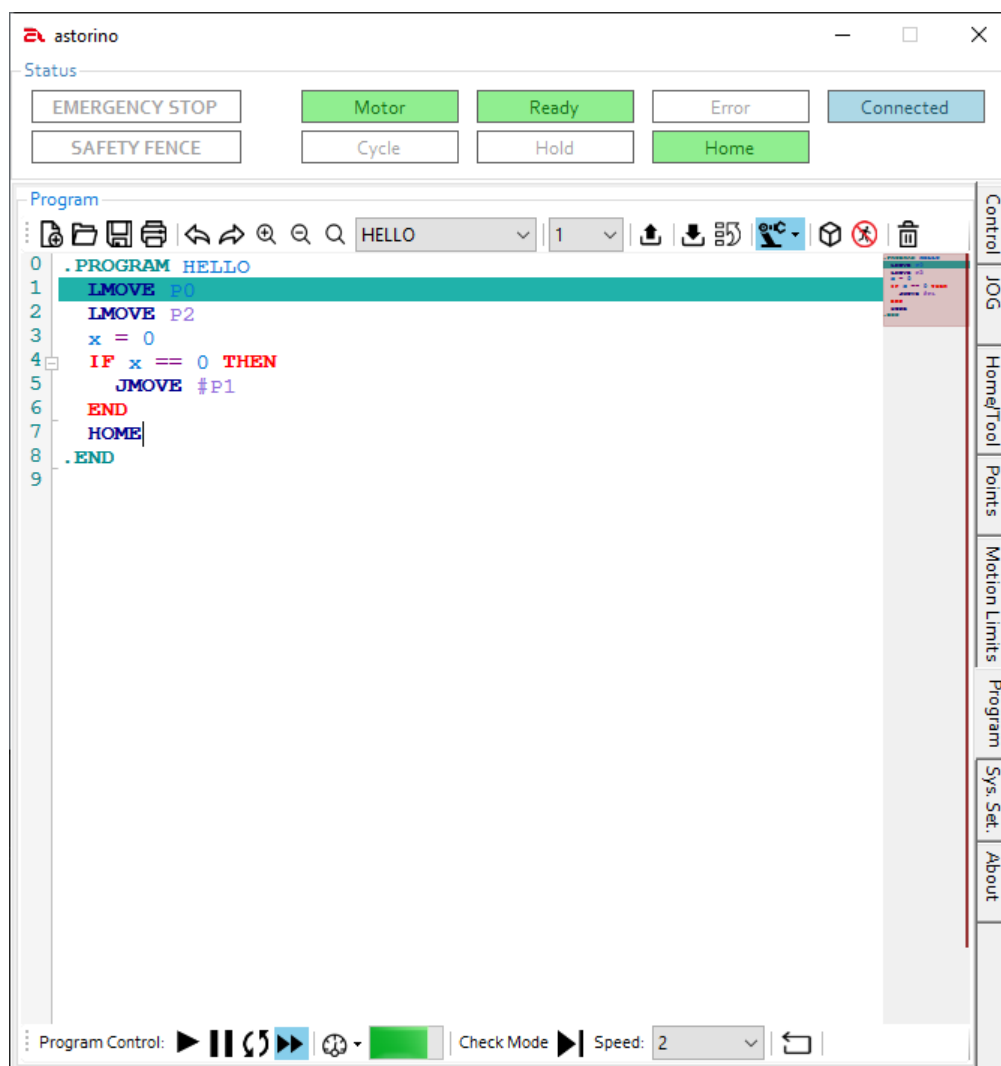 astorino
Status
EMERGENCY STOP Motor Ready Error Connected
SAFETY FENCE Cycle Hold Home
Program
HELLO 1
0 .PROGRAM HELLO
1 LMOVE P0
2 LMOVE P2
3 x = 0
4 IF x == 0 THEN
5 JMOVE #P1
6 END
7 HOME
8 .END
9
Control
JOG
Home/Tool
Points
Motion Limits
Program
Sys. Set.
About
Program Control: Check Mode Speed: 2